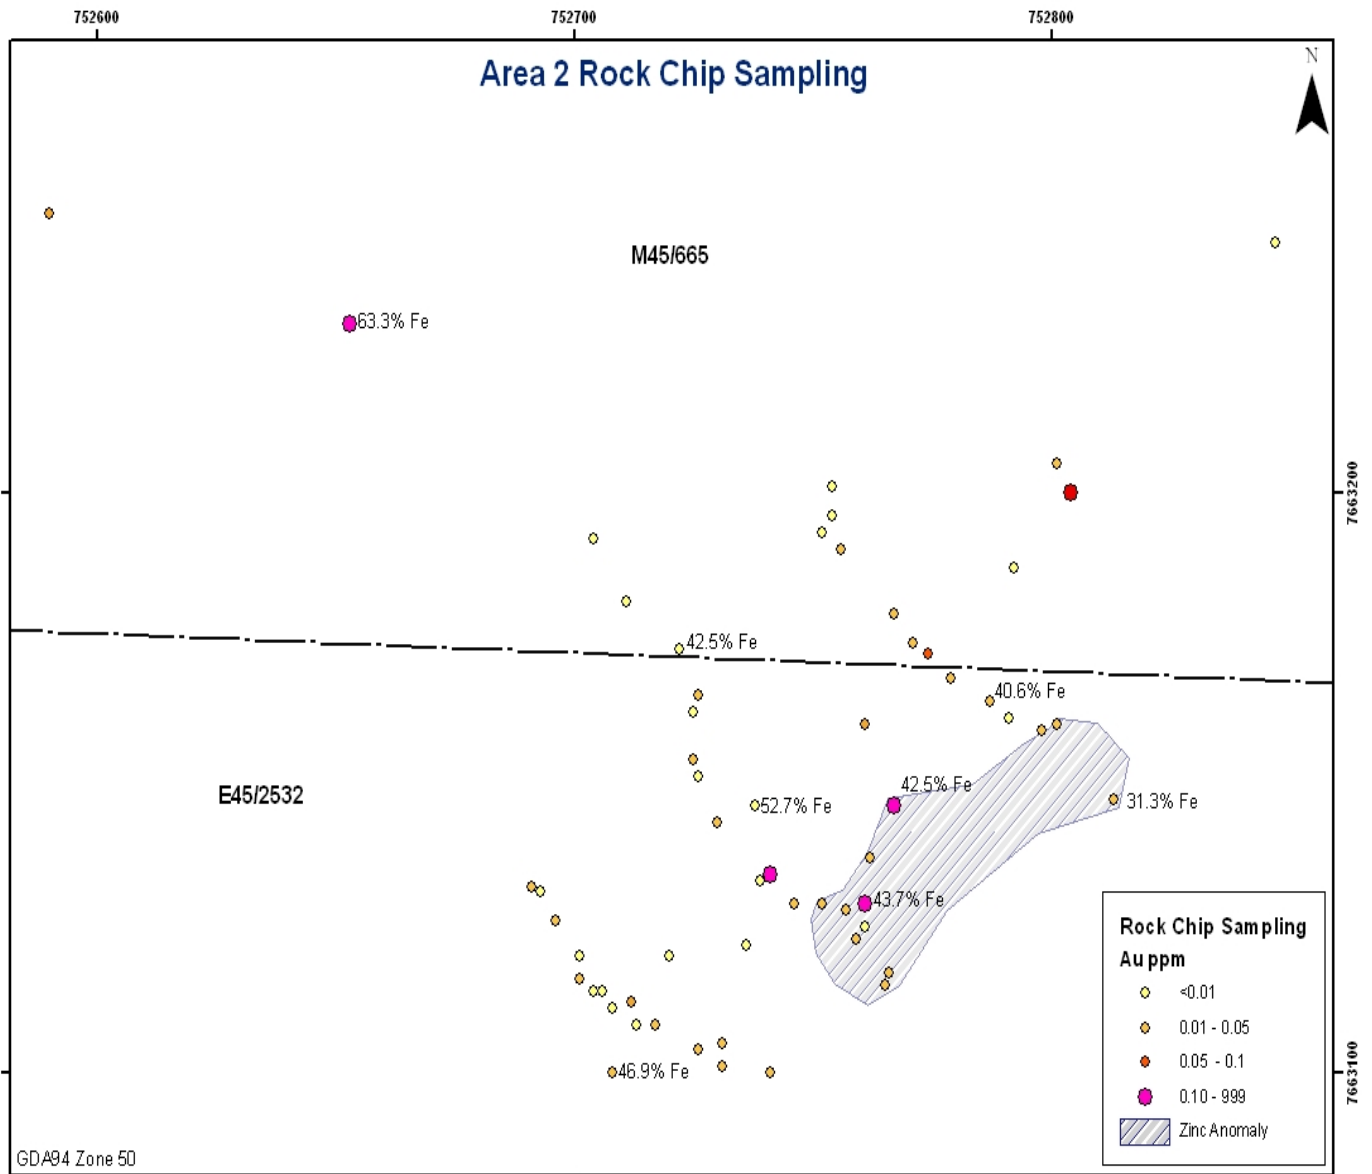 752600
752700
752800
Area 2 Rock Chip Sampling
N
M45/665
63.3% Fe
7663200
42.5% Fe
40.6% Fe
42.5% Fe
E45/2532
52.7% Fe
31.3% Fe
43.7% Fe
46.9% Fe
7663100
Rock Chip Sampling
Au ppm
<0.01
0.01 - 0.05
0.05 - 0.1
0.10 - 999
Zinc Anomaly
GDA94 Zone 50